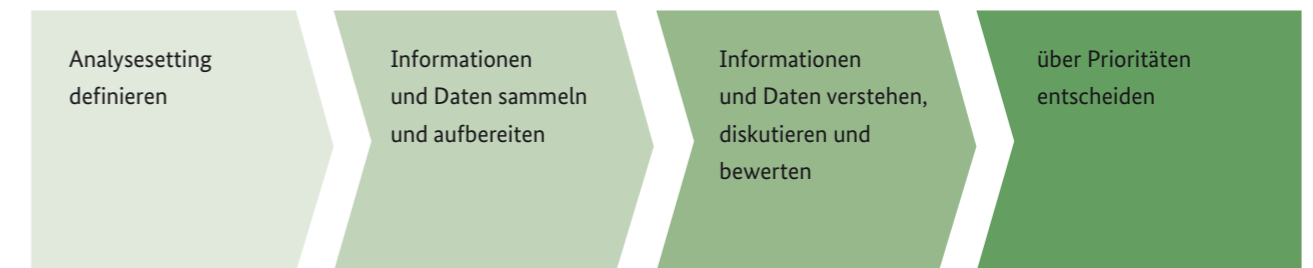 Analysesetting
definieren
Informationen
und Daten sammeln
und aufbereiten
Informationen
und Daten verstehen,
diskutieren und
bewerten
über Prioritäten
entscheiden